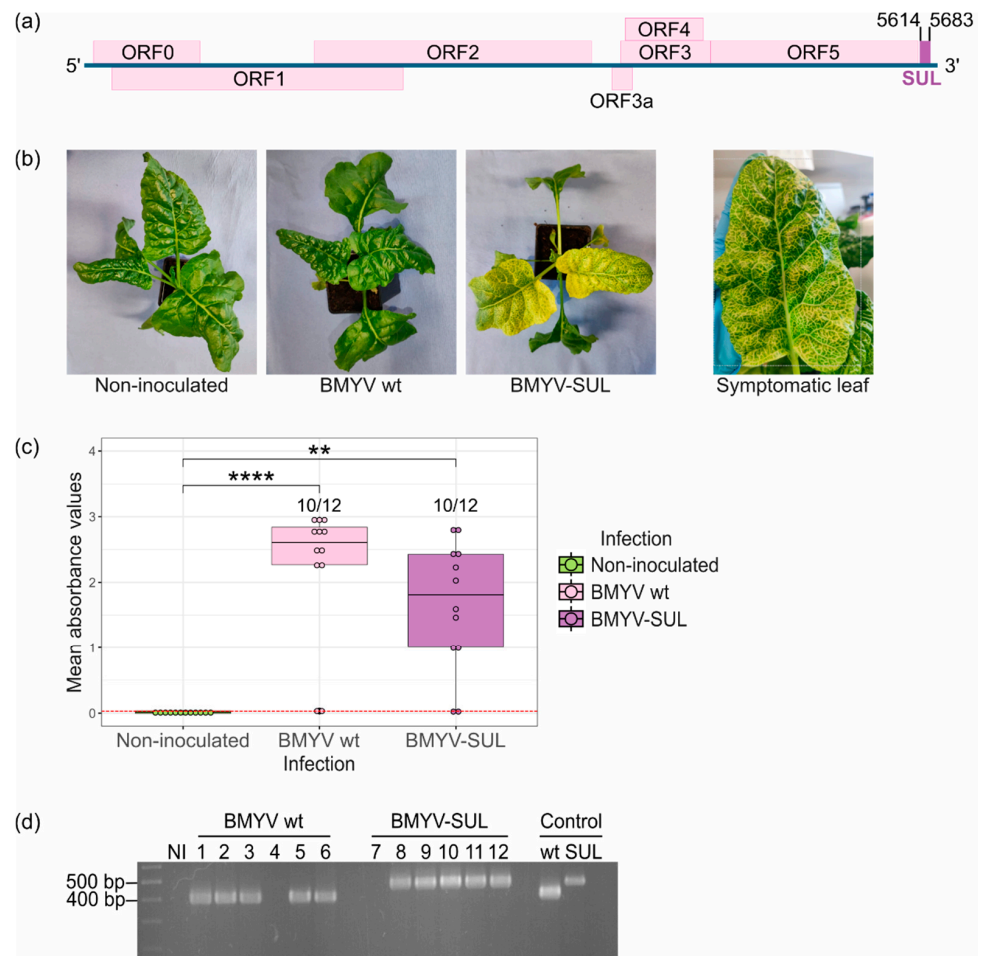 (a)
5614 5683
ORF4
ORF0 ORF2 ORF3 ORF5
5' 3'
ORF1 SUL
ORF3a
(b)
Non-inoculated BMYV wt BMYV-SUL Symptomatic leaf
(c)
4
**
****
10/12 10/12
3
2
1
0
Mean absorbance values
Non-inoculated BMYV wt BMYV-SUL
Infection
Infection
Non-inoculated
BMYV wt
BMYV-SUL
(d)
BMYV wt BMYV-SUL Control
NI 1 2 3 4 5 6 7 8 9 10 11 12 wt SUL
500 bp
400 bp